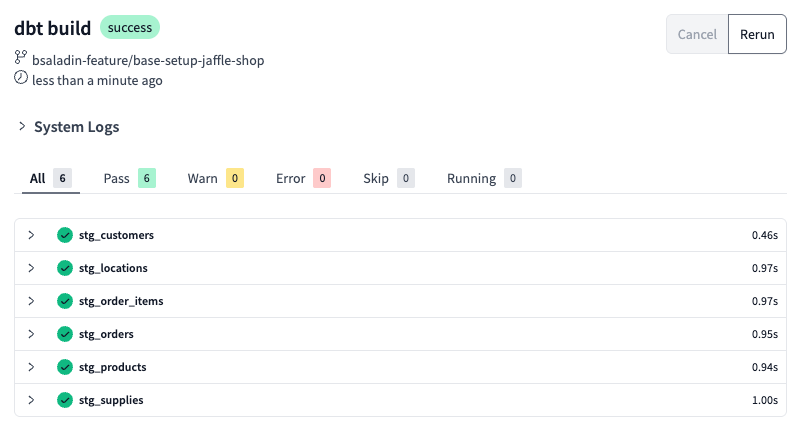 dbt build success
Cancel Rerun
bsaladin-feature/base-setup-jaffle-shop
less than a minute ago
System Logs
All 6 Pass 6 Warn 0 Error 0 Skip 0 Running 0
stg_customers 0.46s
stg_locations 0.97s
stg_order_items 0.97s
stg_orders 0.95s
stg_products 0.94s
stg_supplies 1.00s